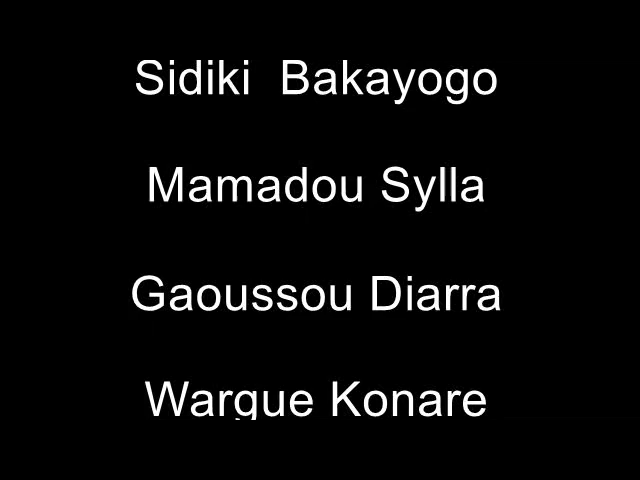 Sidiki  Bakayogo
Mamadou Sylla
Gaoussou Diarra
Wargue Konare